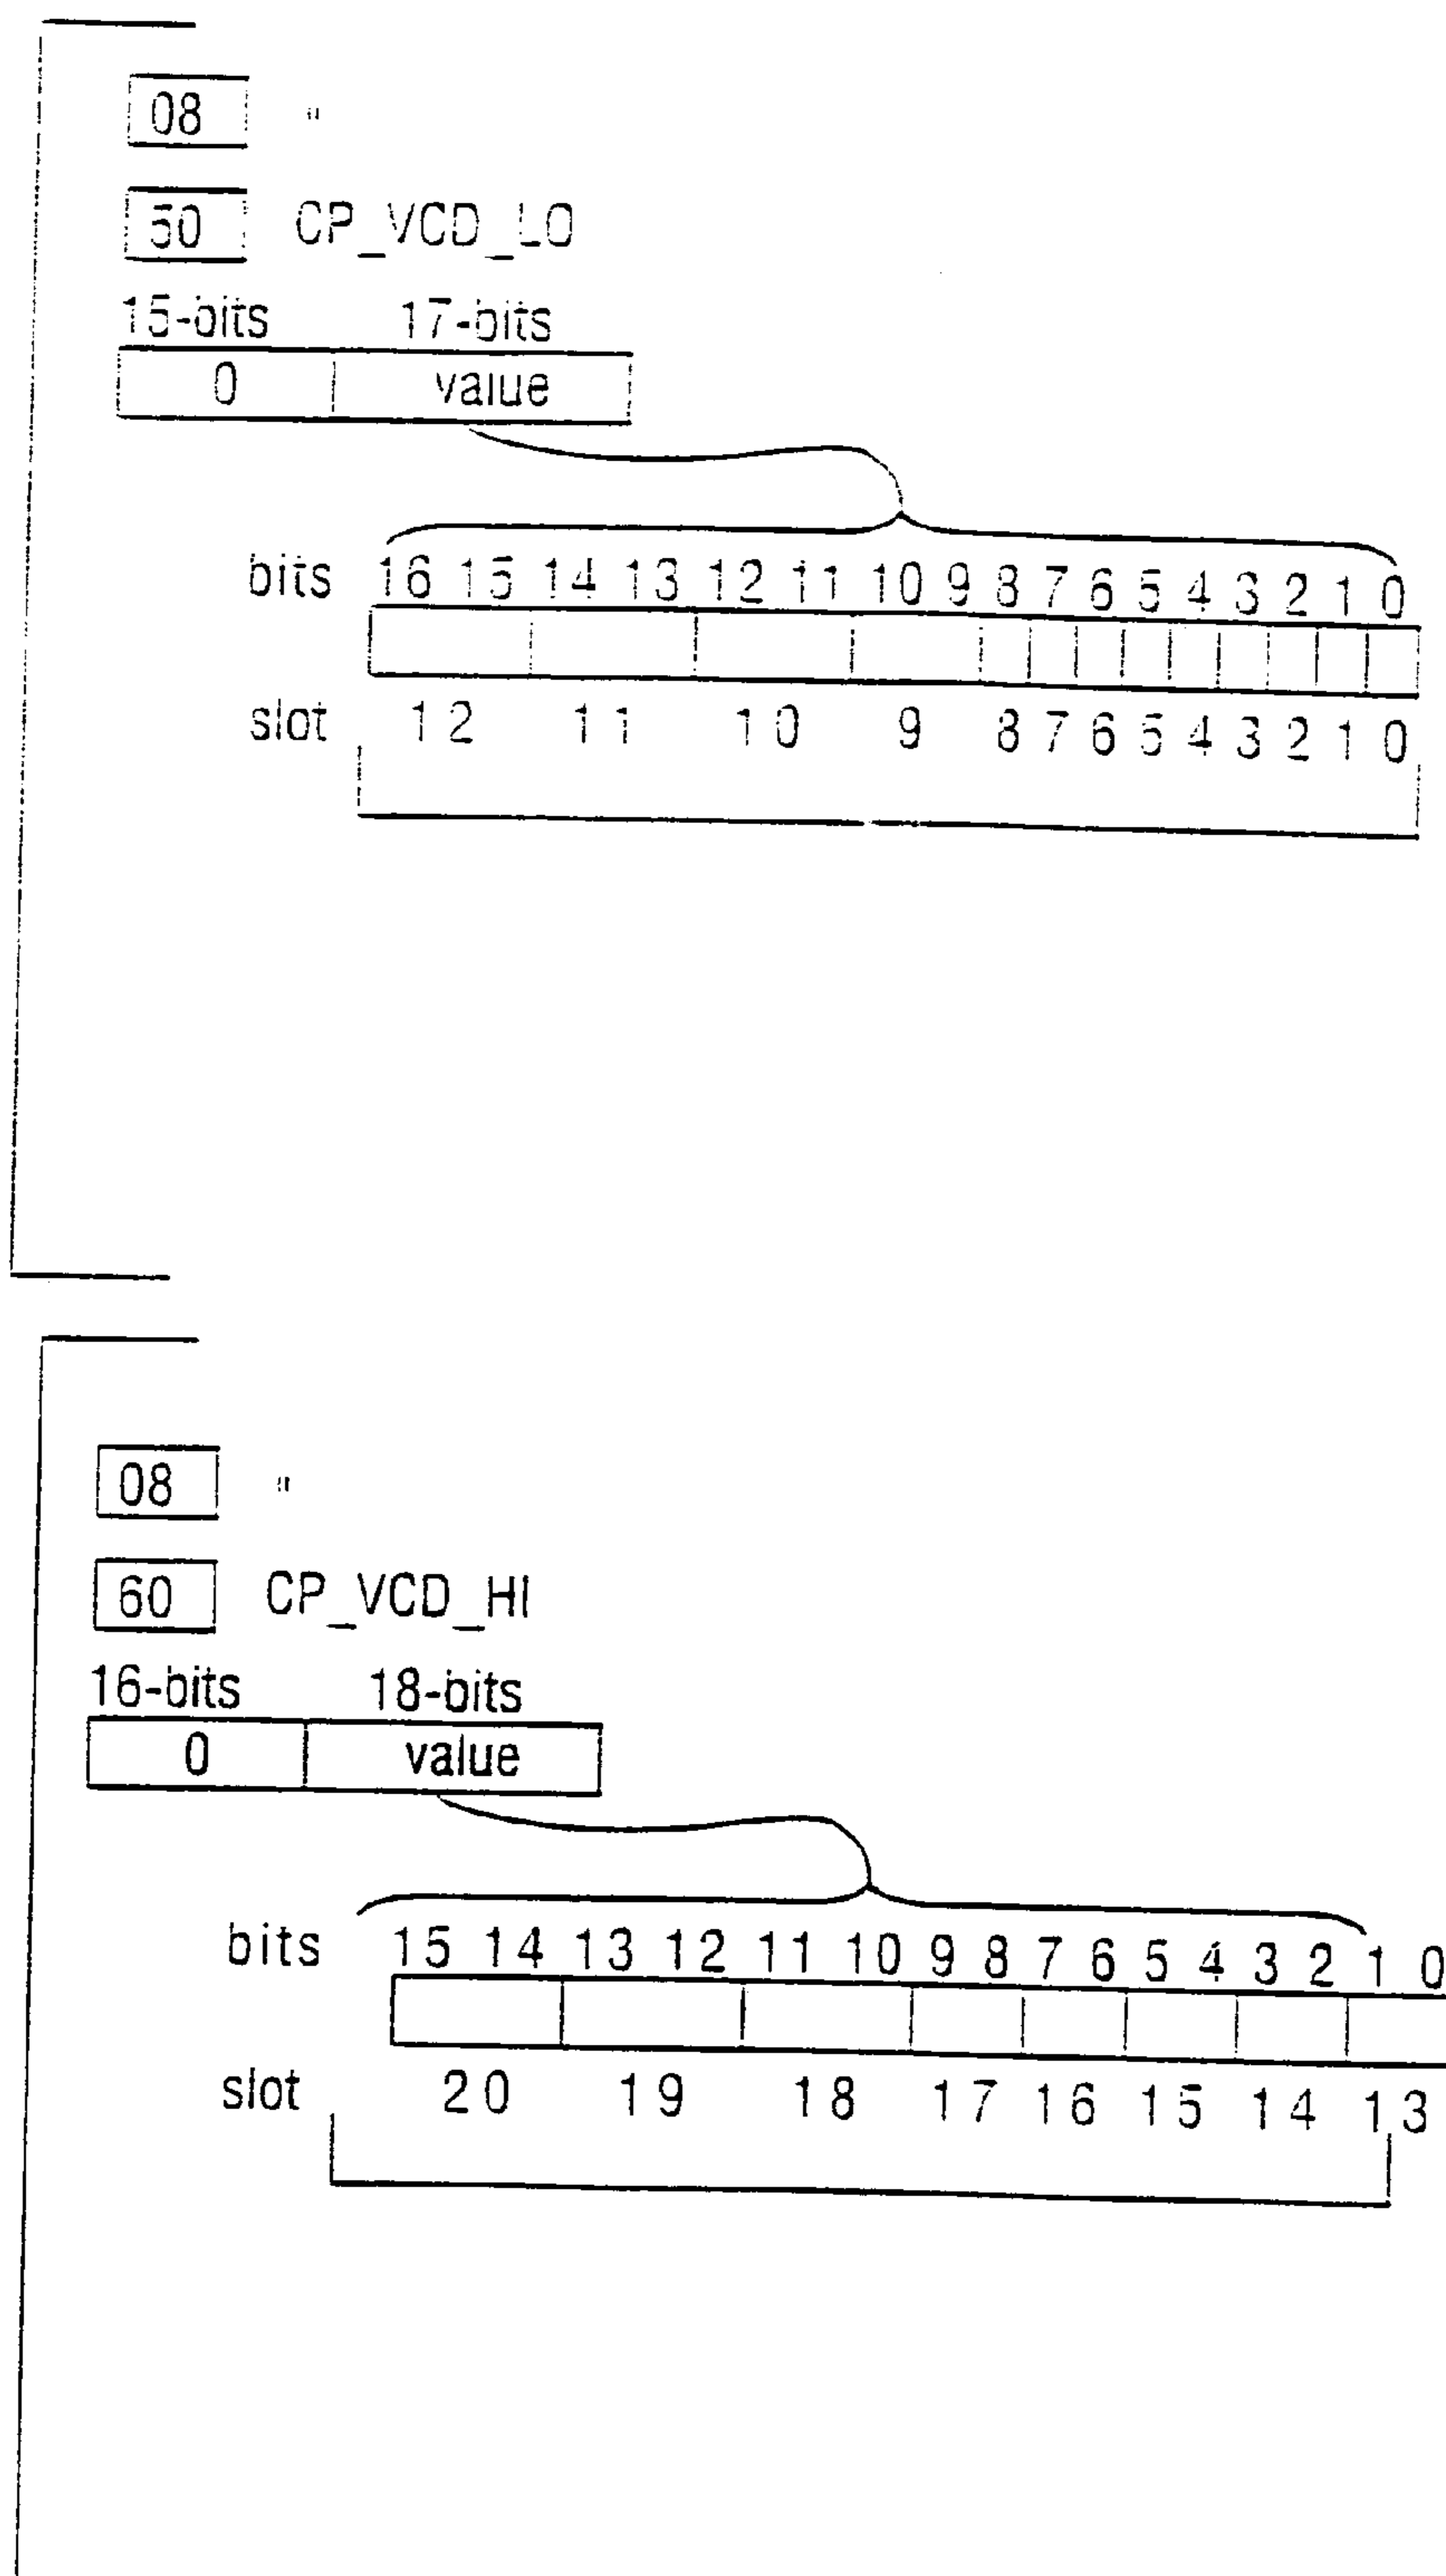 08 "
50 CP_VCD_LO
15-bits 17-bits
0 value
bits 16 15 14 13 12 11 10 9 8 7 6 5 4 3 2 1 0
slot 12 11 10 9 8 7 6 5 4 3 2 1 0
08 "
60 CP_VCD_HI
16-bits 18-bits
0 value
bits 15 14 13 12 11 10 9 8 7 6 5 4 3 2 1 0
slot 20 19 18 17 16 15 14 13